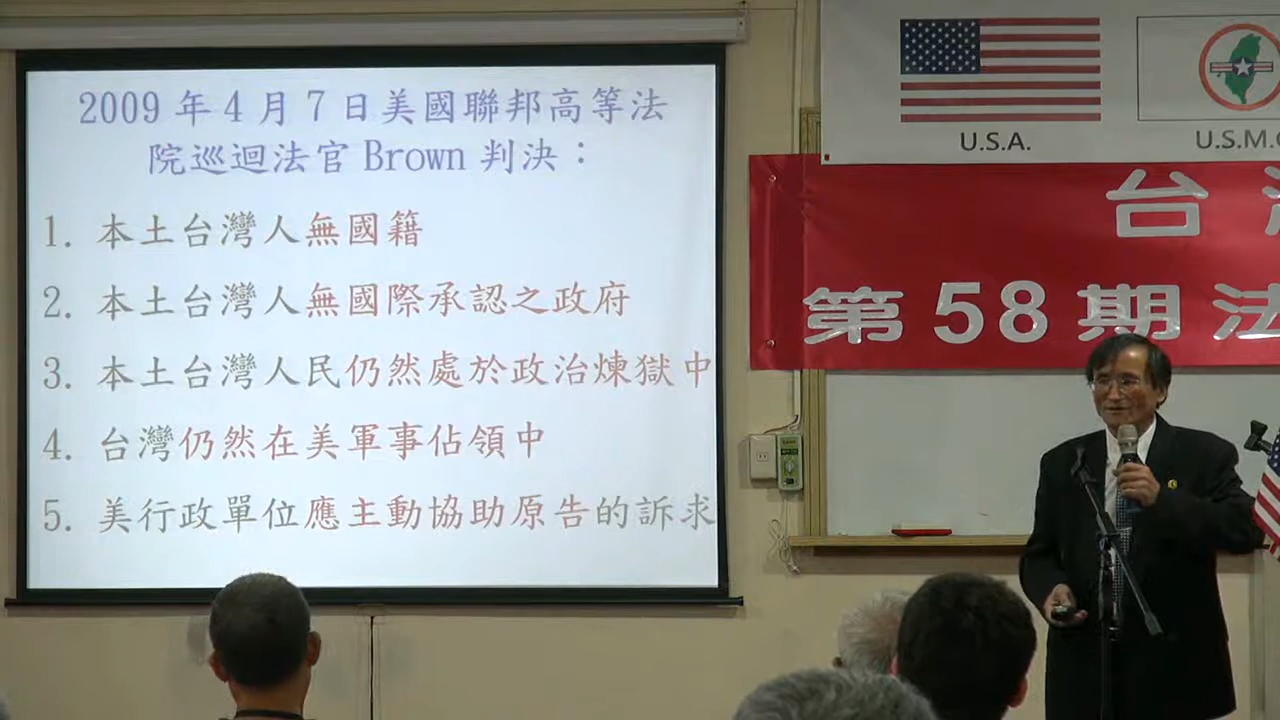 2009 年 4 月 7 日美國聯邦高等法
院巡迴法官 Brown 判決：
1. 本土台灣人無國籍
2. 本土台灣人無國際承認之政府
3. 本土台灣人民仍然處於政治煉獄中
4. 台灣仍然在美軍事佔領中
5. 美行政單位應主動協助原告的訴求
U.S.A.
U.S.M.
台
第 58 期法